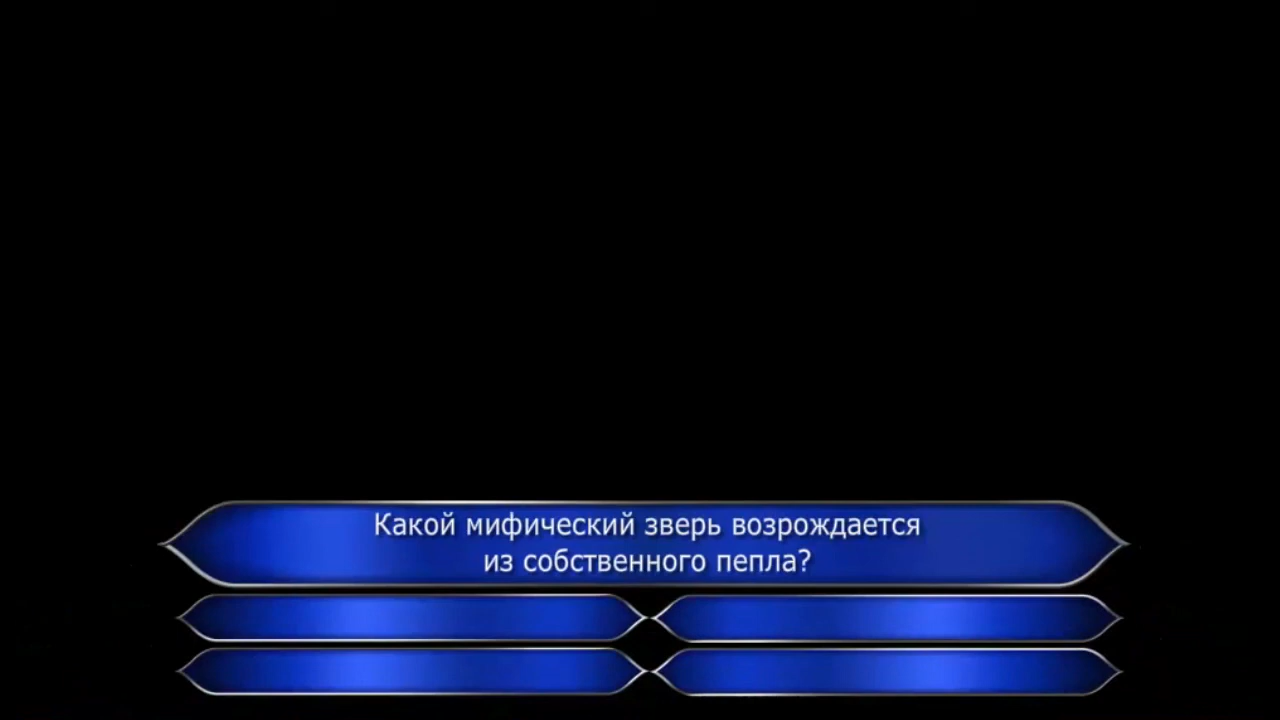 Какой мифический зверь возрождается
из собственного пепла?